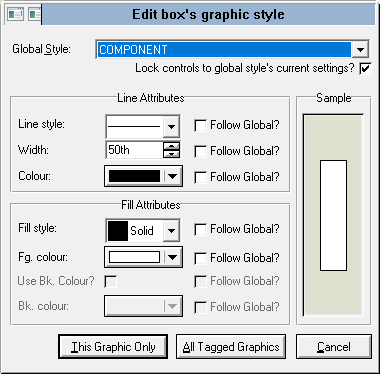 Edit box's graphic style
Global Style: COMPONENT
Lock controls to global style's current settings?
Line Attributes
Sample
Line style: Follow Global?
Width: 50th Follow Global?
Colour: Follow Global?
Fill Attributes
Fill style: Solid Follow Global?
Fg. colour: Follow Global?
Use Bk. Colour? Follow Global?
Bk. colour: Follow Global?
This Graphic Only All Tagged Graphics Cancel